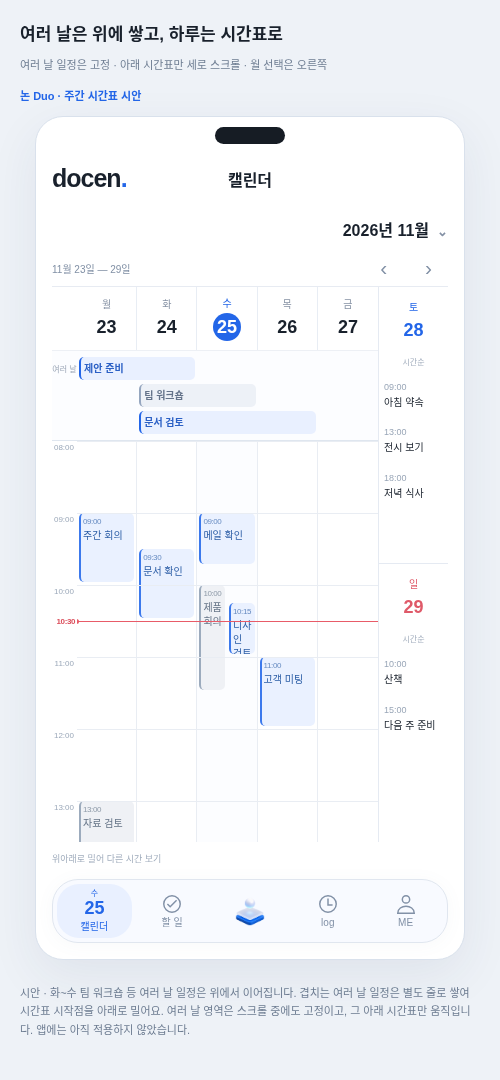 여러 날은 위에 쌓고, 하루는 시간표로
여러 날 일정은 고정 · 아래 시간표만 세로 스크롤 · 월 선택은 오른쪽
논 Duo · 주간 시간표 시안
docen.
캘린더
2026년 11월
11월 23일 — 29일
월 화 수 목 금
23 24 25 26 27
여러 날
제안 준비
팀 워크숍
문서 검토
08:00
09:00
10:00
10:30
11:00
12:00
13:00
09:00
주간 회의
09:30
문서 확인
09:00
메일 확인
10:00
제품
회의
10:15
디자
인
검토
11:00
고객 미팅
13:00
자료 검토
토
28
시간순
09:00
아침 약속
13:00
전시 보기
18:00
저녁 식사
일
29
시간순
10:00
산책
15:00
다음 주 준비
위아래로 밀어 다른 시간 보기
수
25
캘린더
할 일
log
ME
시안 · 화~수 팀 워크숍 등 여러 날 일정은 위에서 이어집니다. 겹치는 여러 날 일정은 별도 줄로 쌓여
시간표 시작점을 아래로 밀어요. 여러 날 영역은 스크롤 중에도 고정이고, 그 아래 시간표만 움직입니
다. 앱에는 아직 적용하지 않았습니다.